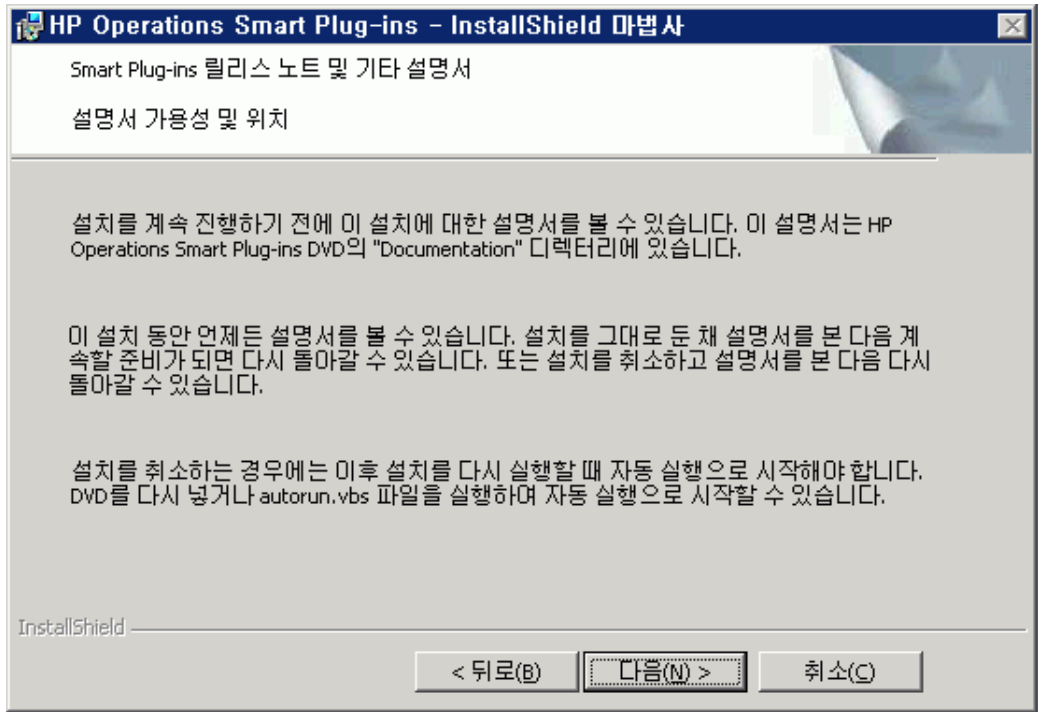 HP Operations Smart Plug-ins - InstallShield 마법사
Smart Plug-ins 릴리스 노트 및 기타 설명서
설명서 가용성 및 위치
설치를 계속 진행하기 전에 이 설치에 대한 설명서를 볼 수 있습니다. 이 설명서는 HP
Operations Smart Plug-ins DVD의 "Documentation" 디렉터리에 있습니다.
이 설치 동안 언제든 설명서를 볼 수 있습니다. 설치를 그대로 둔 채 설명서를 본 다음 계
속할 준비가 되면 다시 돌아갈 수 있습니다. 또는 설치를 취소하고 설명서를 본 다음 다시
돌아갈 수 있습니다.
설치를 취소하는 경우에는 이후 설치를 다시 실행할 때 자동 실행으로 시작해야 합니다.
DVD를 다시 넣거나 autorun.vbs 파일을 실행하여 자동 실행으로 시작할 수 있습니다.
InstallShield
< 뒤로(B) 다음(N) > 취소(C)